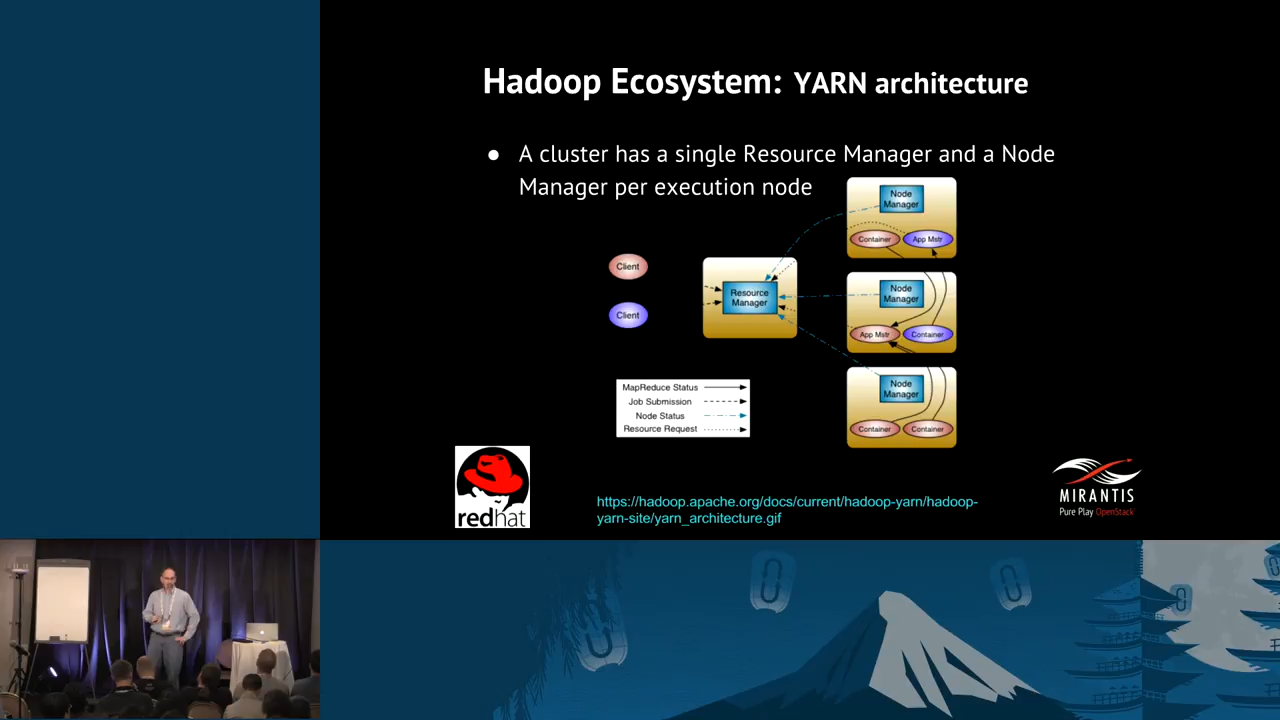 Hadoop Ecosystem: YARN architecture
● A cluster has a single Resource Manager and a Node
Manager per execution node
Node
Manager
Container
App Mstr
Client
Resource
Manager
Node
Manager
Client
App Mstr
Container
MapReduce Status
Job Submission
Node Status
Resource Request
Node
Manager
Container
Container
redhat
https://hadoop.apache.org/docs/current/hadoop-yarn/hadoop-
yarn-site/yarn_architecture.gif
MIRANTIS
Pure Play OpenStack